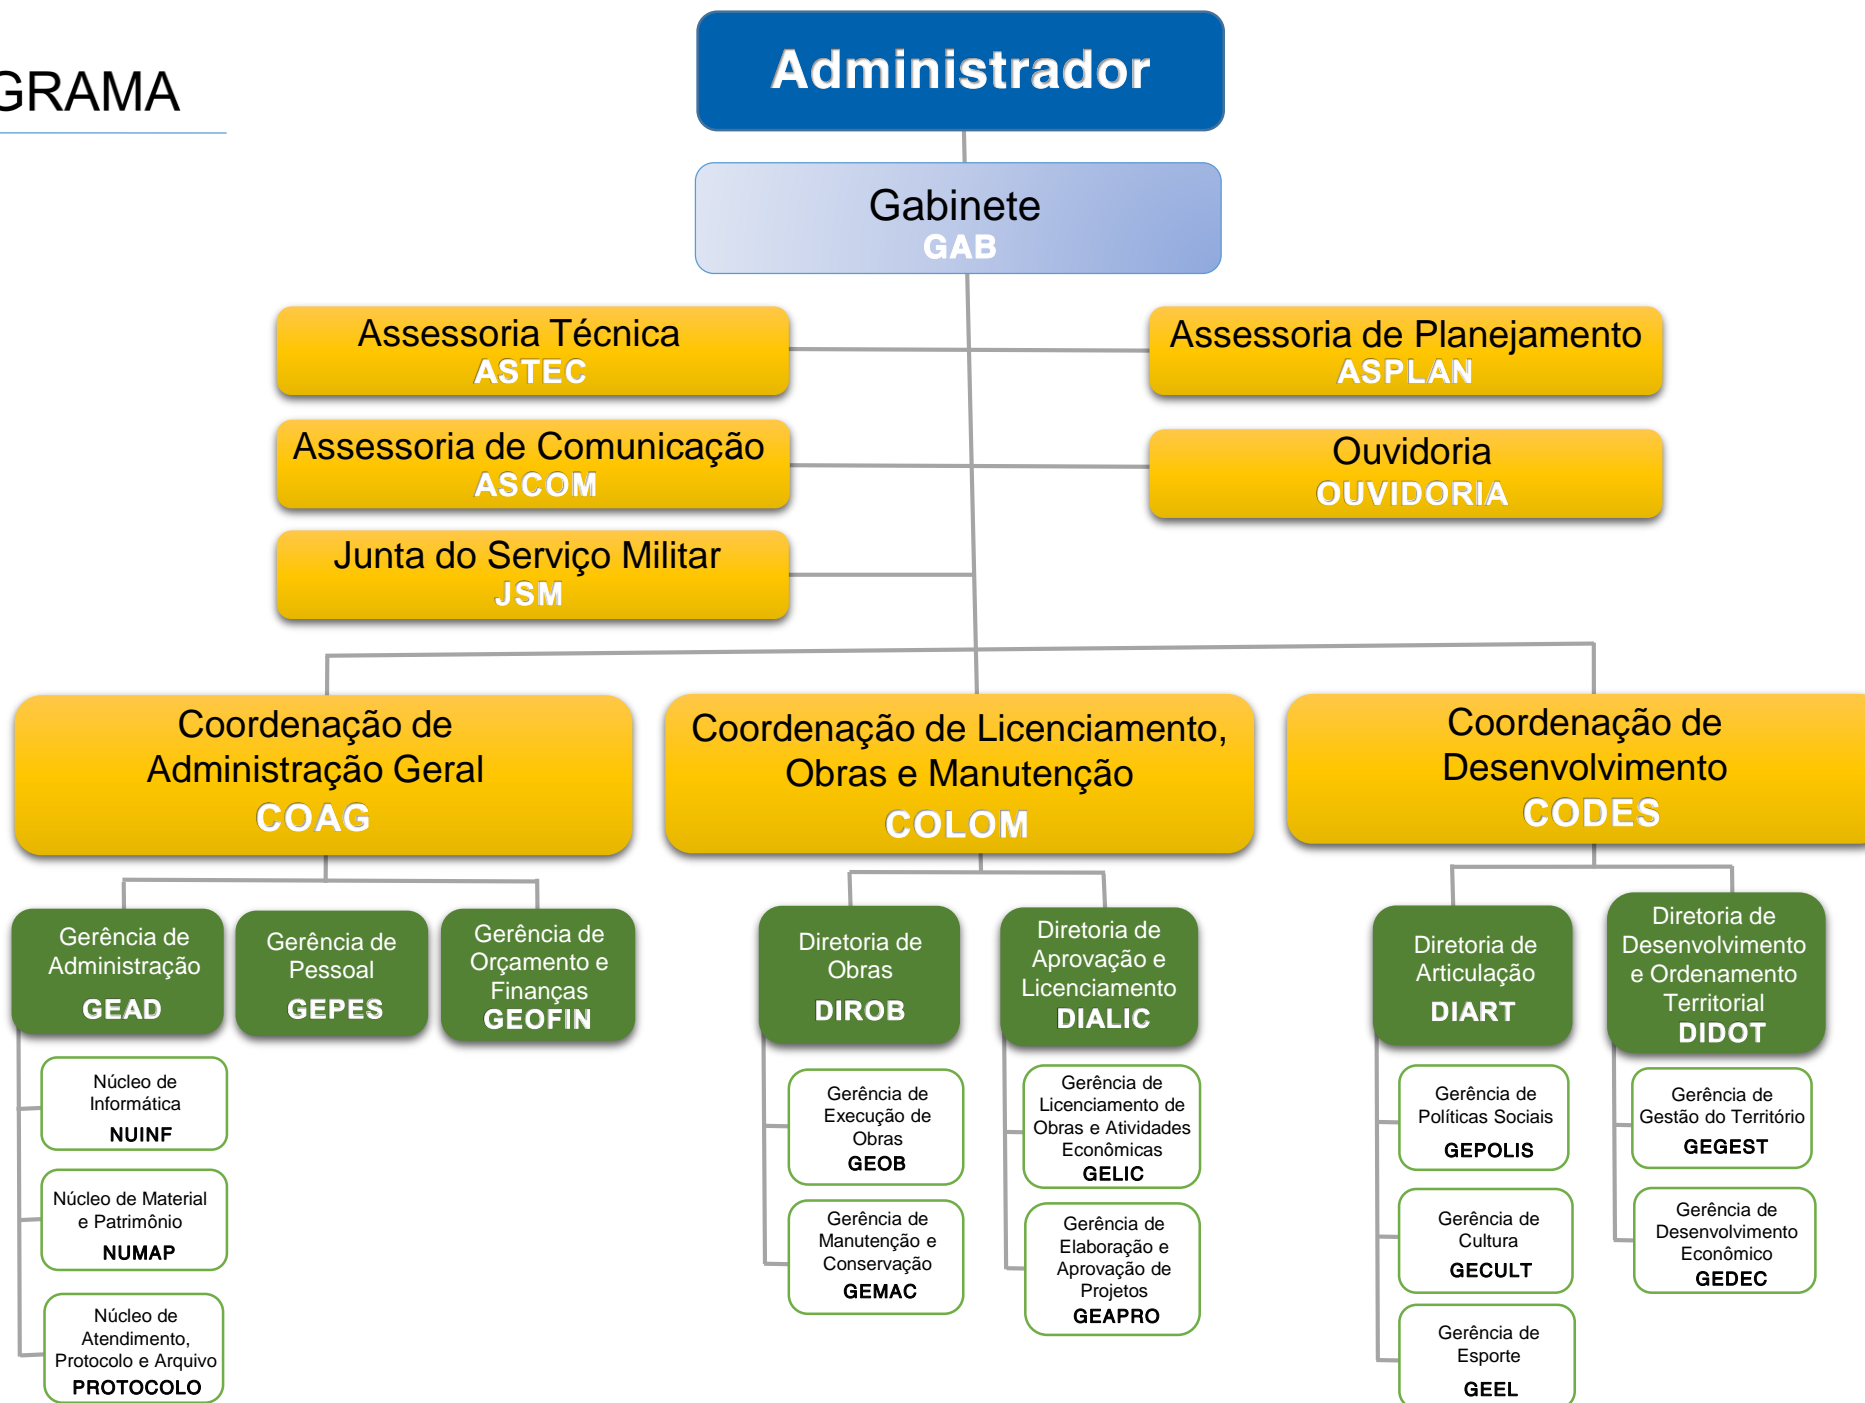 GRAMA
Administrador
Gabinete
GAB
Assessoria Técnica
ASTEC
Assessoria de Planejamento
ASPLAN
Assessoria de Comunicação
ASCOM
Ouvidoria
OUVIDORIA
Junta do Serviço Militar
JSM
Coordenação de
Administração Geral
COAG
Coordenação de Licenciamento,
Obras e Manutenção
COLOM
Coordenação de
Desenvolvimento
CODES
Gerência de
Administração
GEAD
Gerência de
Pessoal
GEPES
Gerência de
Orçamento e
Finanças
GEOFIN
Diretoria de
Obras
DIROB
Diretoria de
Aprovação e
Licenciamento
DIALIC
Diretoria de
Articulação
DIART
Diretoria de
Desenvolvimento
e Ordenamento
Territorial
DIDOT
Núcleo de
Informática
NUINF
Núcleo de Material
e Patrimônio
NUMAP
Núcleo de
Atendimento,
Protocolo e Arquivo
PROTOCOLO
Gerência de
Execução de
Obras
GEOB
Gerência de
Manutenção e
Conservação
GEMAC
Gerência de
Licenciamento de
Obras e Atividades
Econômicas
GELIC
Gerência de
Elaboração e
Aprovação de
Projetos
GEAPRO
Gerência de
Políticas Sociais
GEPOLIS
Gerência de
Cultura
GECULT
Gerência de
Esporte
GEEL
Gerência de
Gestão do Território
GEGEST
Gerência de
Desenvolvimento
Econômico
GEDEC